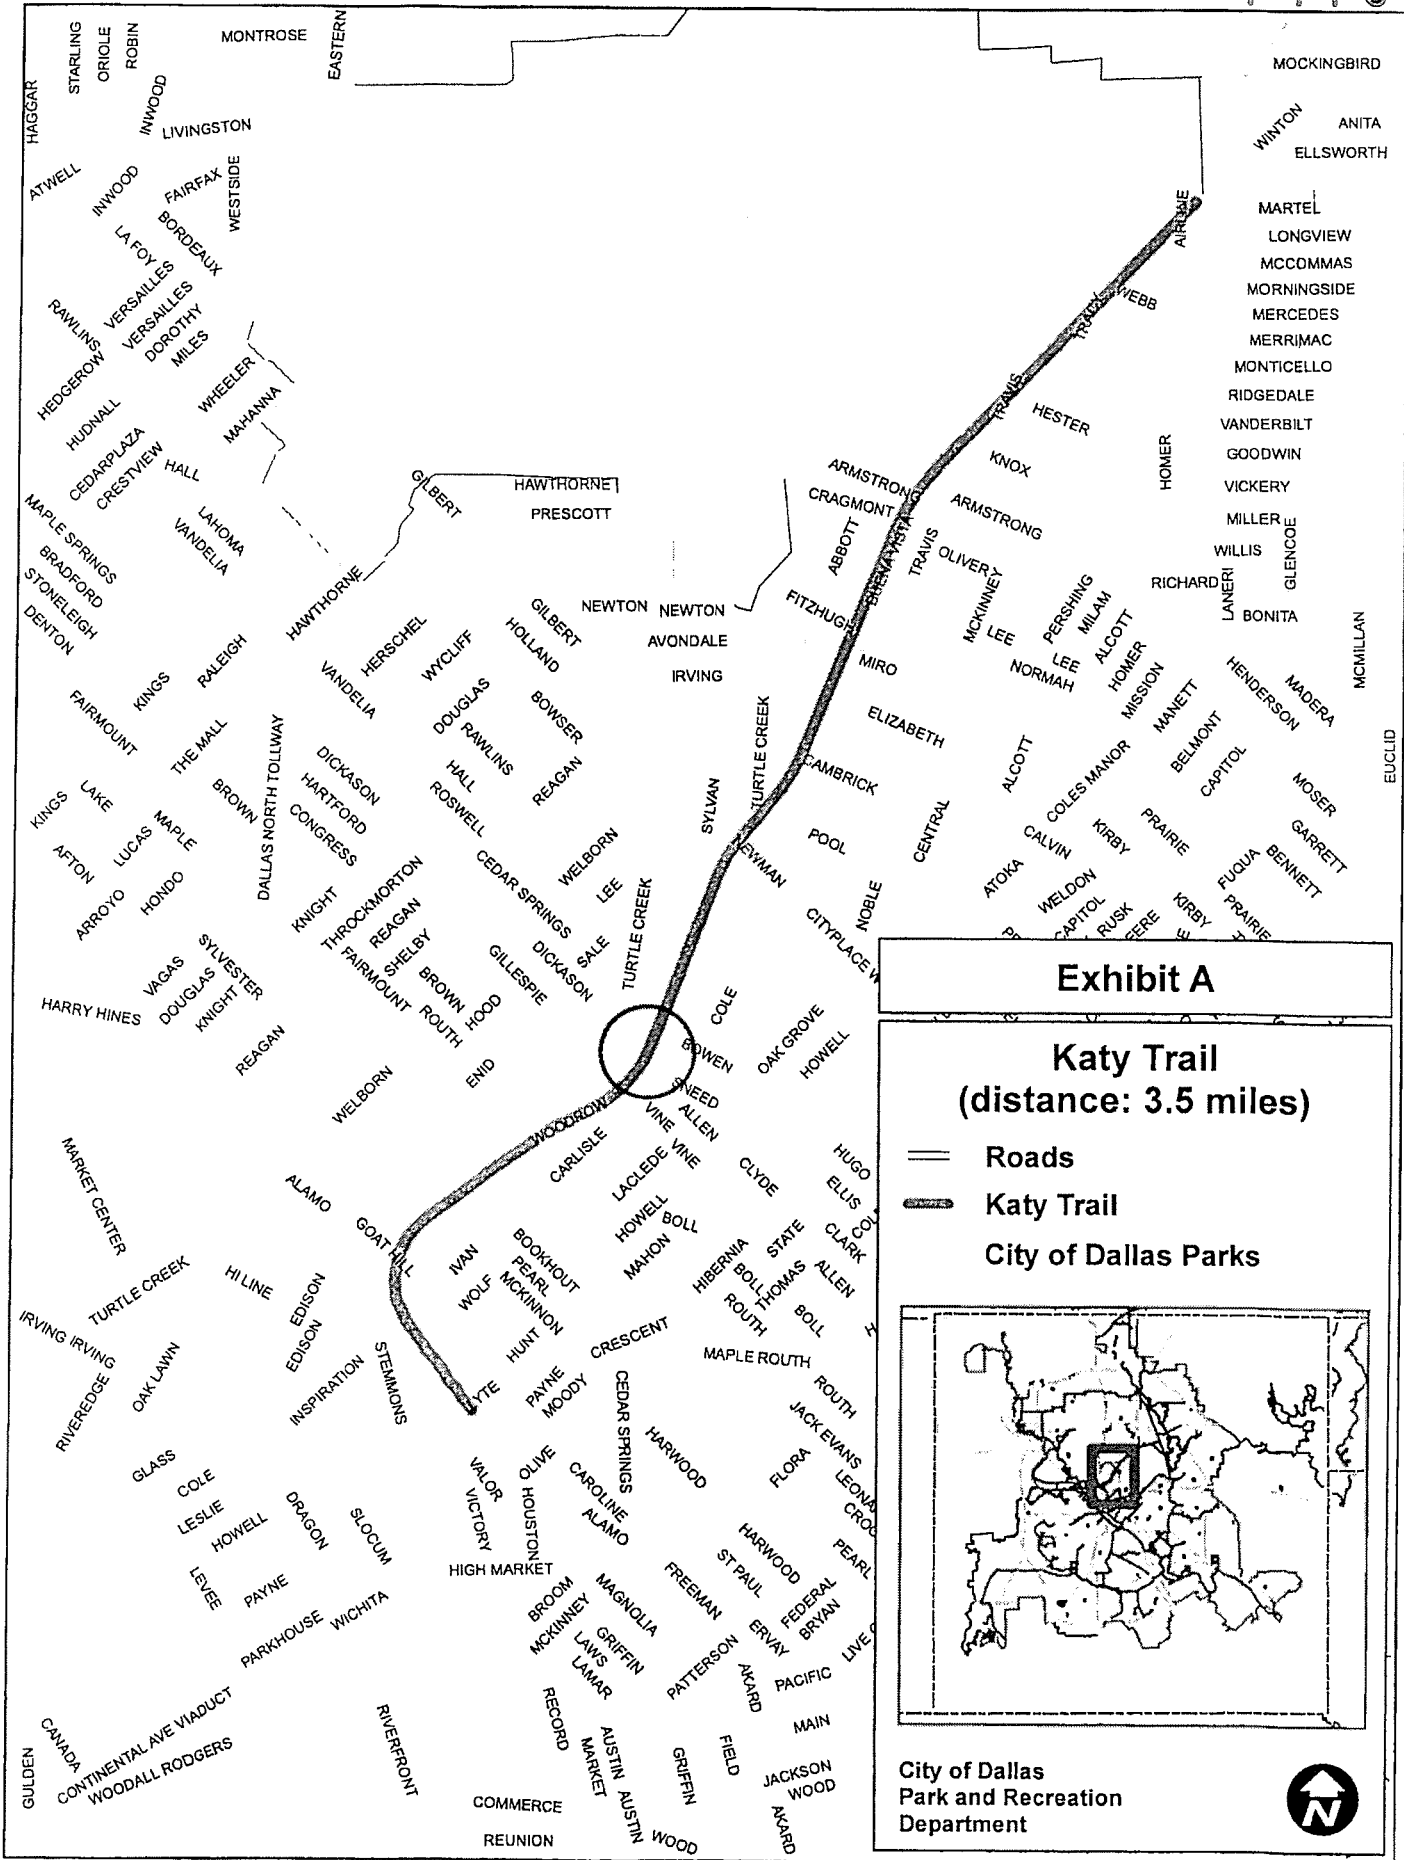 MONTROSE
EASTERN
STARLING
ORIOLE
ROBIN
HAGGAR
INWOOD
LIVINGSTON
MOCKINGBIRD
WINTON
ANITA
ELLSWORTH
ATWELL
INWOOD
FAIRFAX
WESTSIDE
BORDEAUX
LA FOY
VERSAILLES
VERSAILLES
DOROTHY
MILES
RAWLINS
HEDGEROW
WHEELER
MAHANNA
HUDNALL
CEDARPLAZA
CRESTVIEW
HALL
AIRLINE
WEBB
TRACY
TRAVIS
HESTER
KNOX
HOMER
MARTEL
LONGVIEW
MCCOMMAS
MORNINGSIDE
MERCEDES
MERRIMAC
MONTICELLO
RIDGEDALE
VANDERBILT
GOODWIN
VICKERY
MILLER
WILLIS
GLENCOE
RICHARD
LANERI
BONITA
MCMILLAN
GILBERT
HAWTHORNE
PRESCOTT
ARMSTRONG
CRAGMONT
ARMSTRONG
ABBOTT
BUENA VISTA
TRAVIS
OLIVER
MCKINNEY
LEE
MAPLE SPRINGS
BRADFORD
STONELEIGH
DENTON
LAHOMA
VANDELIA
HAWTHORNE
NEWTON
NEWTON
AVONDALE
IRVING
FITZHUGH
MIRO
ELIZABETH
PERSHING
MILAM
ALCOTT
LEE
HOMER
NORMAH
MISSION
MANETT
BELMONT
CAPITOL
HENDERSON
MADERA
EUCLID
GILBERT
HOLLAND
HERSCHEL
WYCLIFF
VANDELIA
RALEIGH
KINGS
FAIRMOUNT
THE MALL
DALLAS NORTH TOLLWAY
DOUGLAS
RAWLINS
BOWSER
REAGAN
HALL
ROSWELL
DICKASON
HARTFORD
CONGRESS
BROWN
TURTLE CREEK
SYLVAN
CAMBRICK
POOL
CENTRAL
ALCOTT
COLES MANOR
CALVIN
KIRBY
PRAIRIE
MOSER
GARRETT
BENNETT
FUQUA
ATOKA
WELDON
CAPITOL
RUSK
KIRBY
PRAIRIE
KINGS
LAKE
AFTON
LUCAS
MAPLE
ARROYO
HONDO
KNIGHT
THROCKMORTON
REAGAN
SHELBY
FAIRMOUNT
CEDAR SPRINGS
WELBORN
LEE
NEWMAN
NOBLE
CITYPLACE W
TURTLE CREEK
SALE
DICKASON
GILLESPIE
BROWN
ROUTH
HOOD
ENID
VAGAS
SYLVESTER
DOUGLAS
KNIGHT
HARRY HINES
REAGAN
WELBORN
COLE
BOWEN
OAK GROVE
HOWELL
SNEED
ALLEN
VINE
VINE
WOODROW
CARLISLE
LACLEDE
HOWELL
BOLL
MAHON
CLYDE
HUGO
ELLIS
COL
CLARK
STATE
HIBERNIA
BOLL
THOMAS
ALLEN
ROUTH
BOLL
MARKET CENTER
ALAMO
GOAT HILL
IVAN
BOOKHOUT
PEARL
WOLF
MCKINNON
HUNT
CRESCENT
MAPLE ROUTH
TURTLE CREEK
HI LINE
EDISON
EDISON
IRVING IRVING
RIVEREDGE
OAK LAWN
INSPIRATION
STEMMONS
LYTE
PAYNE
MOODY
CEDAR SPRINGS
HARWOOD
ROUTH
JACK EVANS
FLORA
LEONA
CROC
PEARL
GLASS
COLE
LESLIE
HOWELL
DRAGON
SLOCUM
VALOR
VICTORY
OLIVE
HOUSTON
CAROLINE
ALAMO
HIGH MARKET
LEVEE
PAYNE
PARKHOUSE
WICHITA
BROOM
MCKINNEY
MAGNOLIA
GRIFFIN
LAWS
LAMAR
FREEMAN
HARWOOD
ST PAUL
FEDERAL
BRYAN
ERVAY
PATTERSON
AKARD
PACIFIC
LIVE
MAIN
CANADA
GULDEN
CONTINENTAL AVE VIADUCT
WOODALL RODGERS
RIVERFRONT
RECORD
AUSTIN
MARKET
AUSTIN
GRIFFIN
FIELD
JACKSON
WOOD
AKARD
COMMERCE
REUNION
WOOD
Exhibit A
Katy Trail
(distance: 3.5 miles)
Roads
Katy Trail
City of Dallas Parks
City of Dallas
Park and Recreation
Department
N